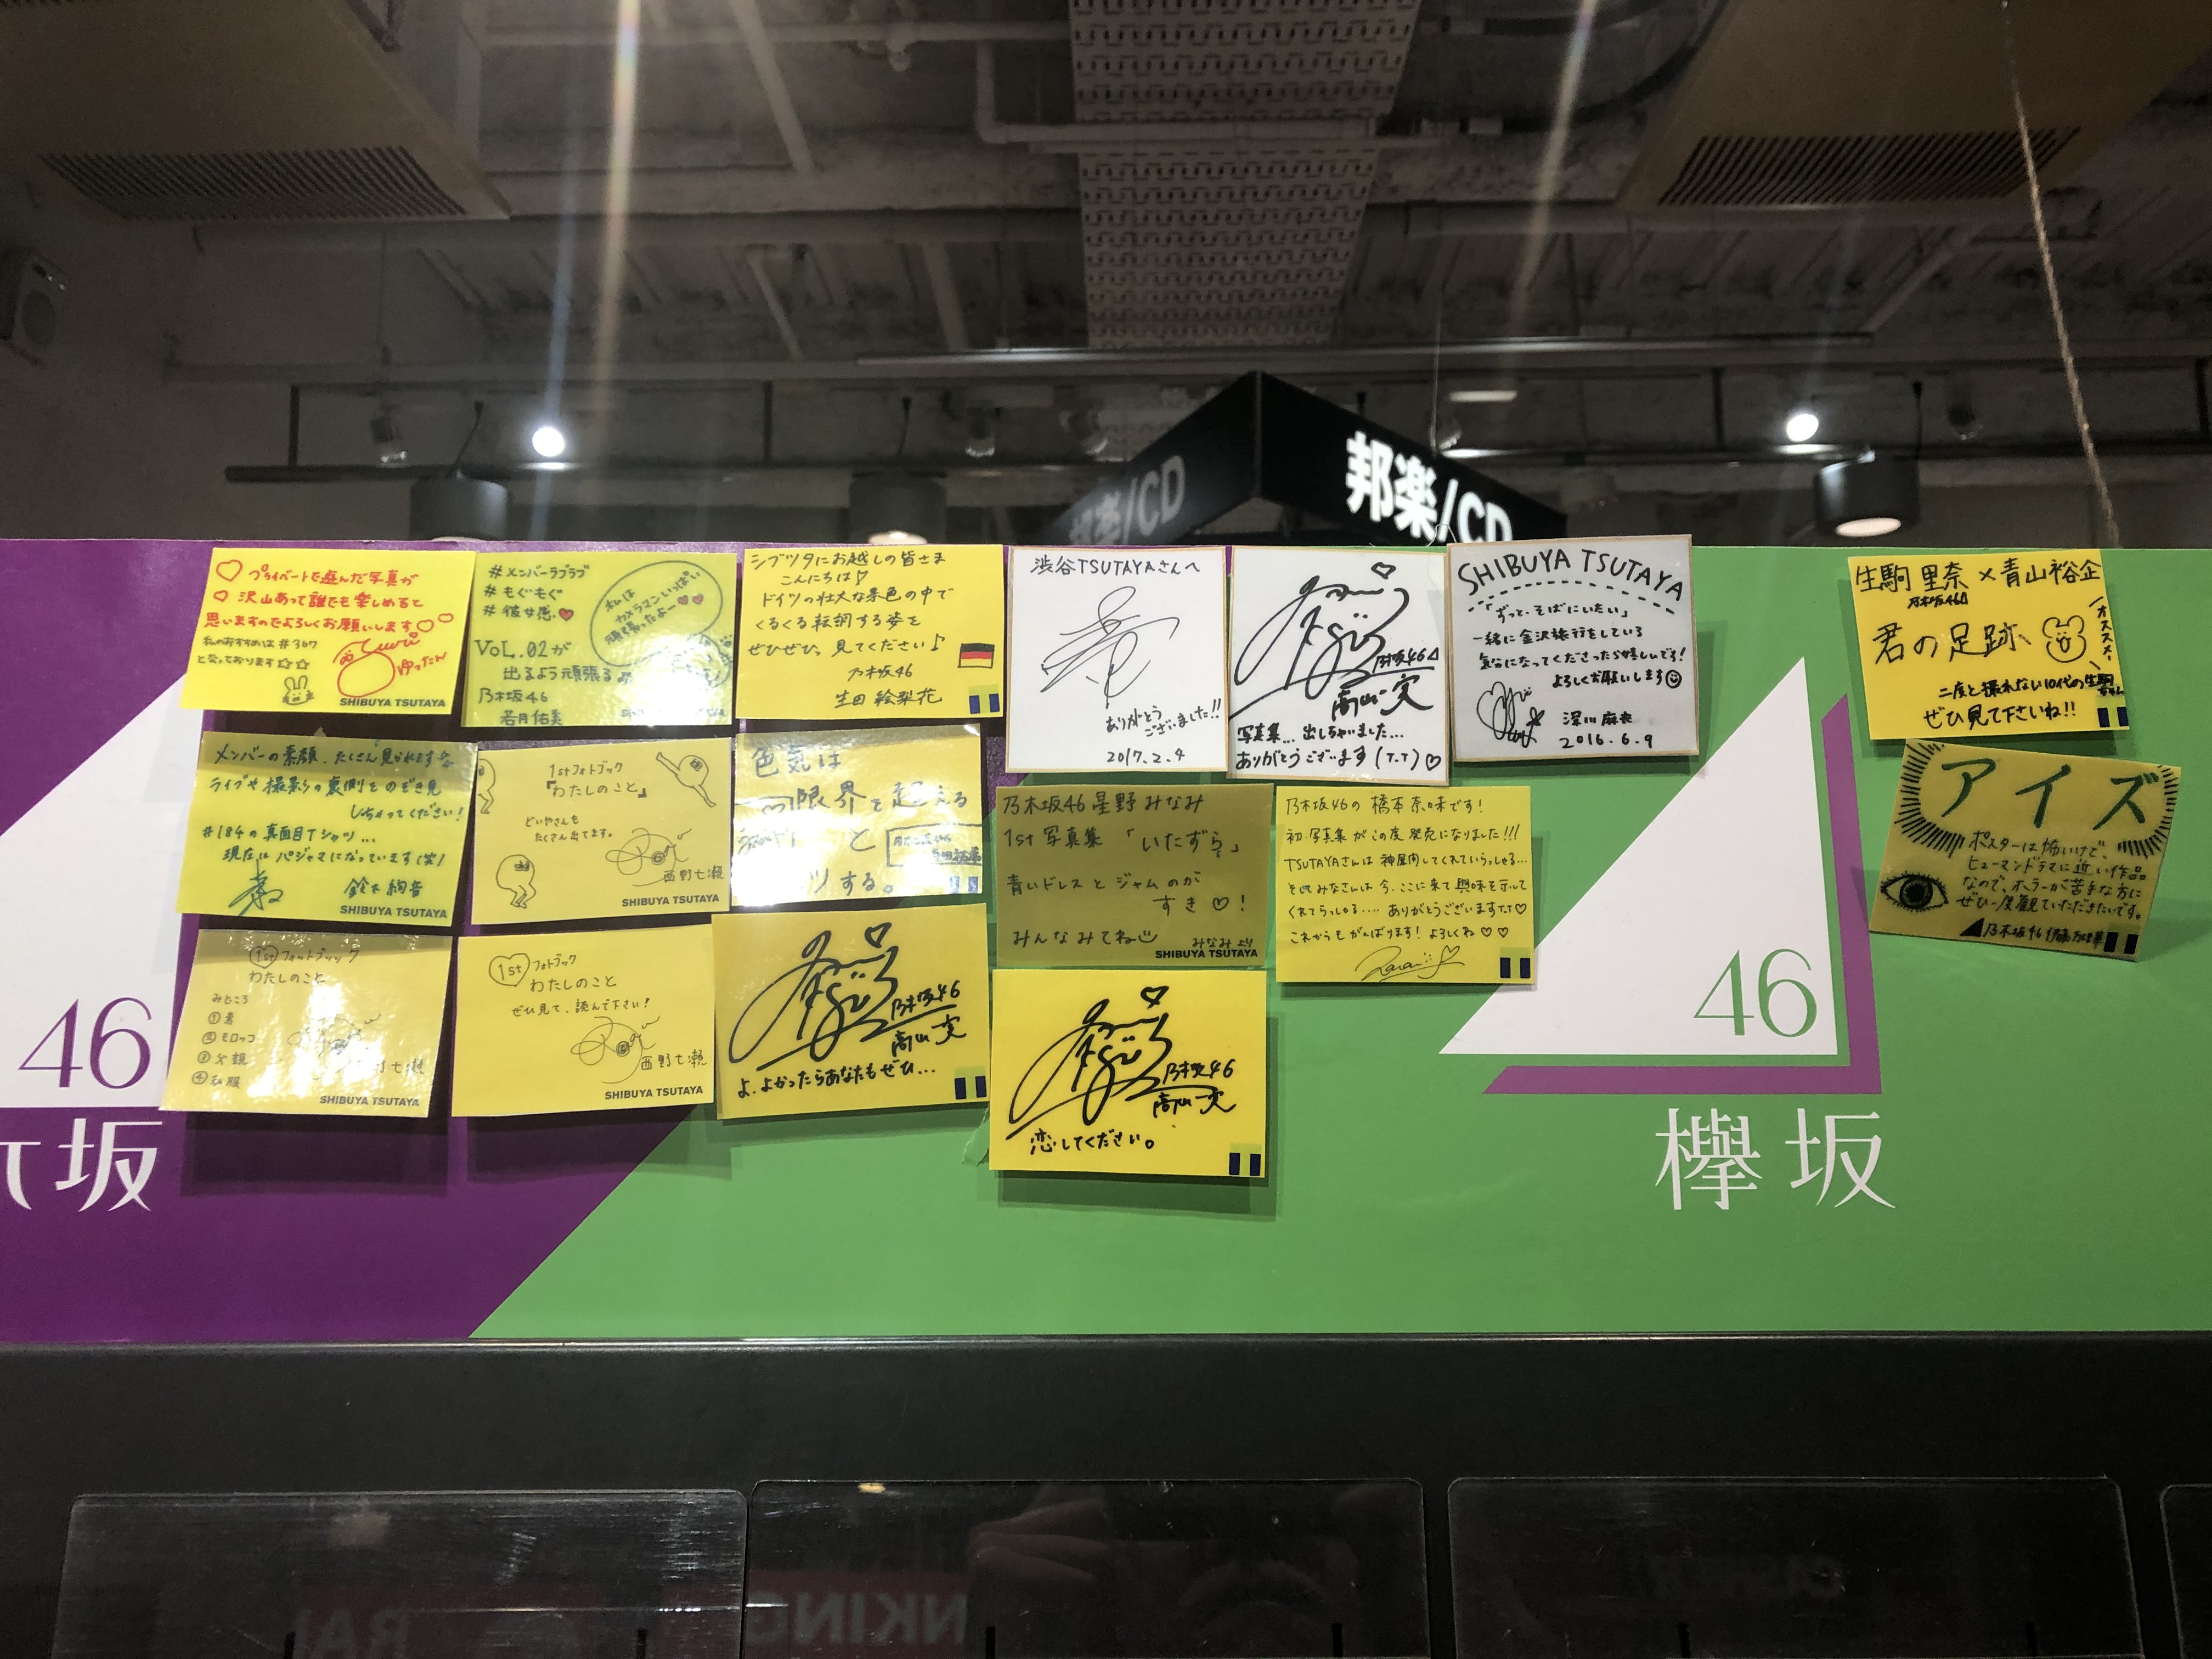 邦楽/CD
邦楽/CD
プライベートで遊んだ写真が
沢山あって誰でも楽しめると
思いますのでよろしくお願いします
私のおすすめは#367
となっております☆☆
ゆったん
SHIBUYA TSUTAYA
#メンバーラブラブ
#もぐもぐ
#彼女感
私は
カメラマンいっぱい
頑張ったよー
VOL.02が
出るよう頑張る
乃木坂46
若月佑美
シブツタにお越しの皆さま
こんにちは♡
ドイツの壮大な景色の中で
くるくる転調する姿を
ぜひぜひっ見てください♪
乃木坂46
生田絵梨花
渋谷TSUTAYAさんへ
ありがとう
ございました!!
2017.2.4
乃木坂46
高山一実
写真集...出しちゃいました...
ありがとうございます(T.T)♡
SHIBUYA TSUTAYA
「ずっと、そばにいたい」
一緒に金沢旅行をしている
気分になってくださったら嬉しいです!
よろしくお願いします☺
深川麻衣
2016.6.9
生駒里奈×青山裕企
乃木坂46
君の足跡
オススメ
二度と撮れない10代の生駒
ちゃん
ぜひ見て下さいね!!
メンバーの素顔、たくさん見られます
ライブや撮影の裏側をのぞき見
しちゃってください!
#184の真面目Tシャツ...
現在はパジャマになっています(笑)
鈴木絢音
SHIBUYA TSUTAYA
1stフォトブック
「わたしのこと」
どいやさんも
たくさん出てます。
西野七瀬
SHIBUYA TSUTAYA
色気は
限界を超える
と
する。
乃木坂46星野みなみ
1st写真集「いたずら」
青いドレスとジャムのが
すき♡!
みんなみてね
みなみより
SHIBUYA TSUTAYA
乃木坂46の橋本奈々未です!
初写真集がこの度発売になりました!!!
TSUTAYAさんは神展開してくれていらっしゃる...
それみなさんは今、ここに来て興味を守って
くれてらっしゃる.... ありがとうございますT.T♡
これからもがんばります!よろしくね♡♡
アイズ
ポスターは怖いけど、
ヒューマンドラマに近い作品
なので、ホラーが苦手な方に
ぜひ一度観ていただきたいです。
乃木坂46伊藤万理華
1stフォトブック
わたしのこと
みどころ
①素
②モロッコ
③父親
④私服
SHIBUYA TSUTAYA
1stフォトブック
わたしのこと
ぜひ見て、読んで下さい!
西野七瀬
SHIBUYA TSUTAYA
乃木坂46
高山一実
よ、よかったらあなたもぜひ...
乃木坂46
高山一実
恋してください。
46
坂
46
欅坂